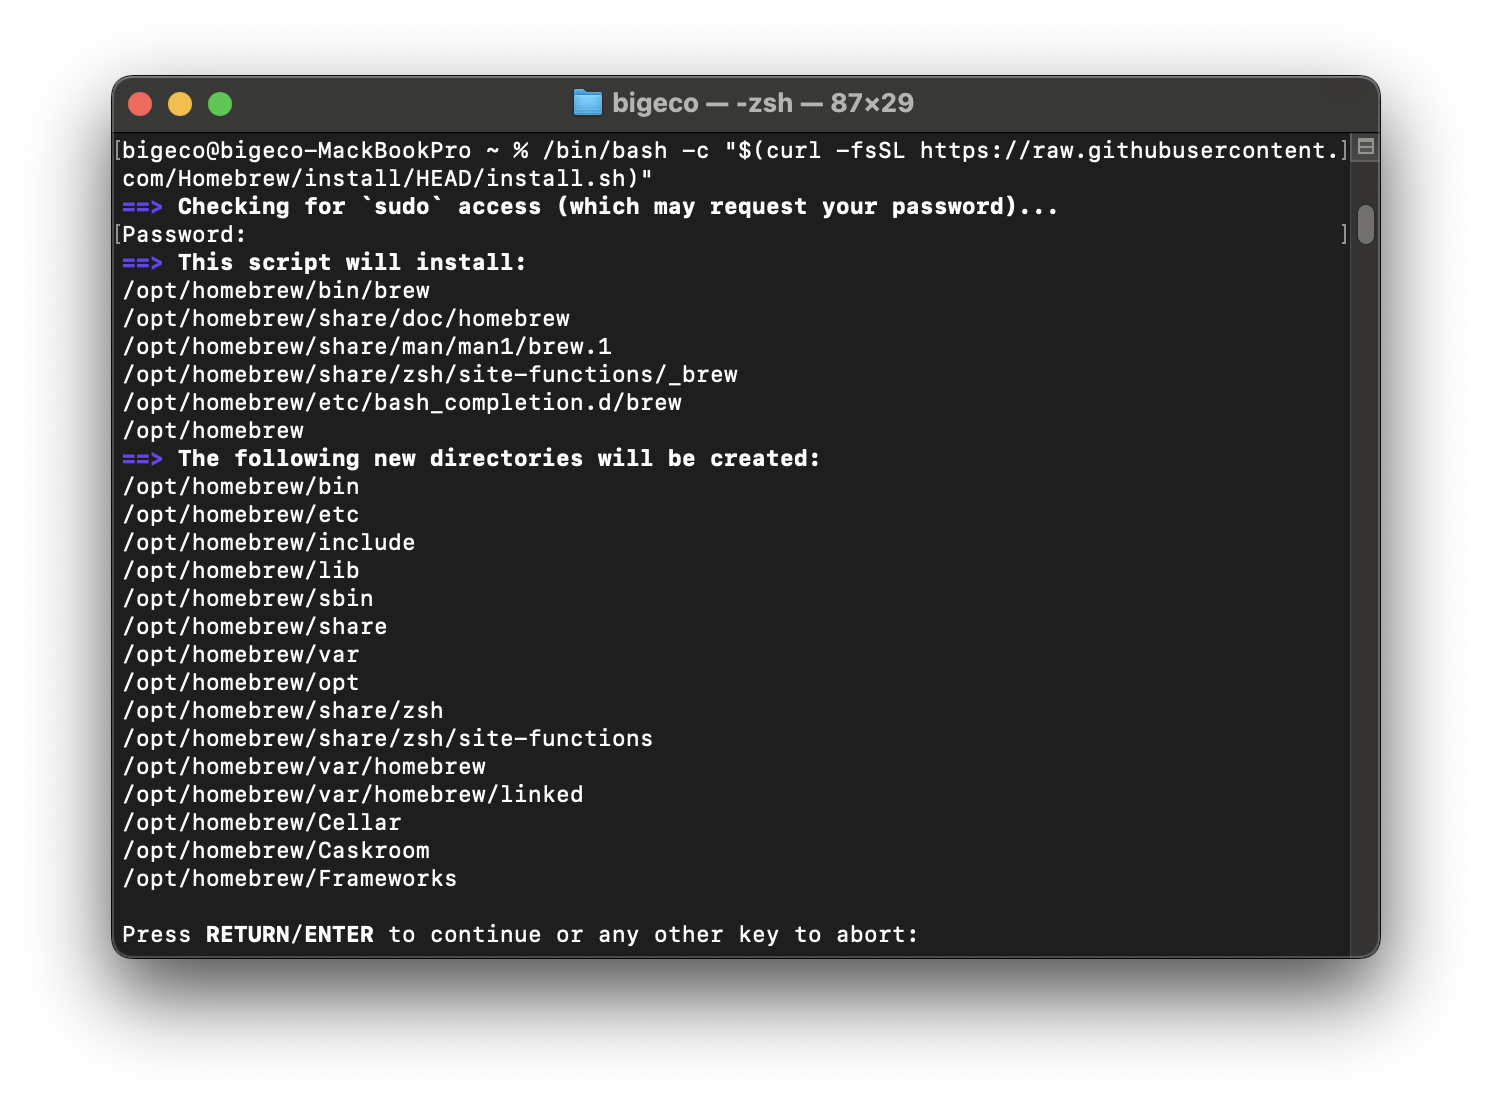 bigeco — -zsh — 87×29
[bigeco@bigeco-MackBookPro ~ % /bin/bash -c "$(curl -fsSL https://raw.githubusercontent.]
com/Homebrew/install/HEAD/install.sh)"
==> Checking for `sudo` access (which may request your password)...
[Password: ]
==> This script will install:
/opt/homebrew/bin/brew
/opt/homebrew/share/doc/homebrew
/opt/homebrew/share/man/man1/brew.1
/opt/homebrew/share/zsh/site-functions/_brew
/opt/homebrew/etc/bash_completion.d/brew
/opt/homebrew
==> The following new directories will be created:
/opt/homebrew/bin
/opt/homebrew/etc
/opt/homebrew/include
/opt/homebrew/lib
/opt/homebrew/sbin
/opt/homebrew/share
/opt/homebrew/var
/opt/homebrew/opt
/opt/homebrew/share/zsh
/opt/homebrew/share/zsh/site-functions
/opt/homebrew/var/homebrew
/opt/homebrew/var/homebrew/linked
/opt/homebrew/Cellar
/opt/homebrew/Caskroom
/opt/homebrew/Frameworks
Press RETURN/ENTER to continue or any other key to abort: